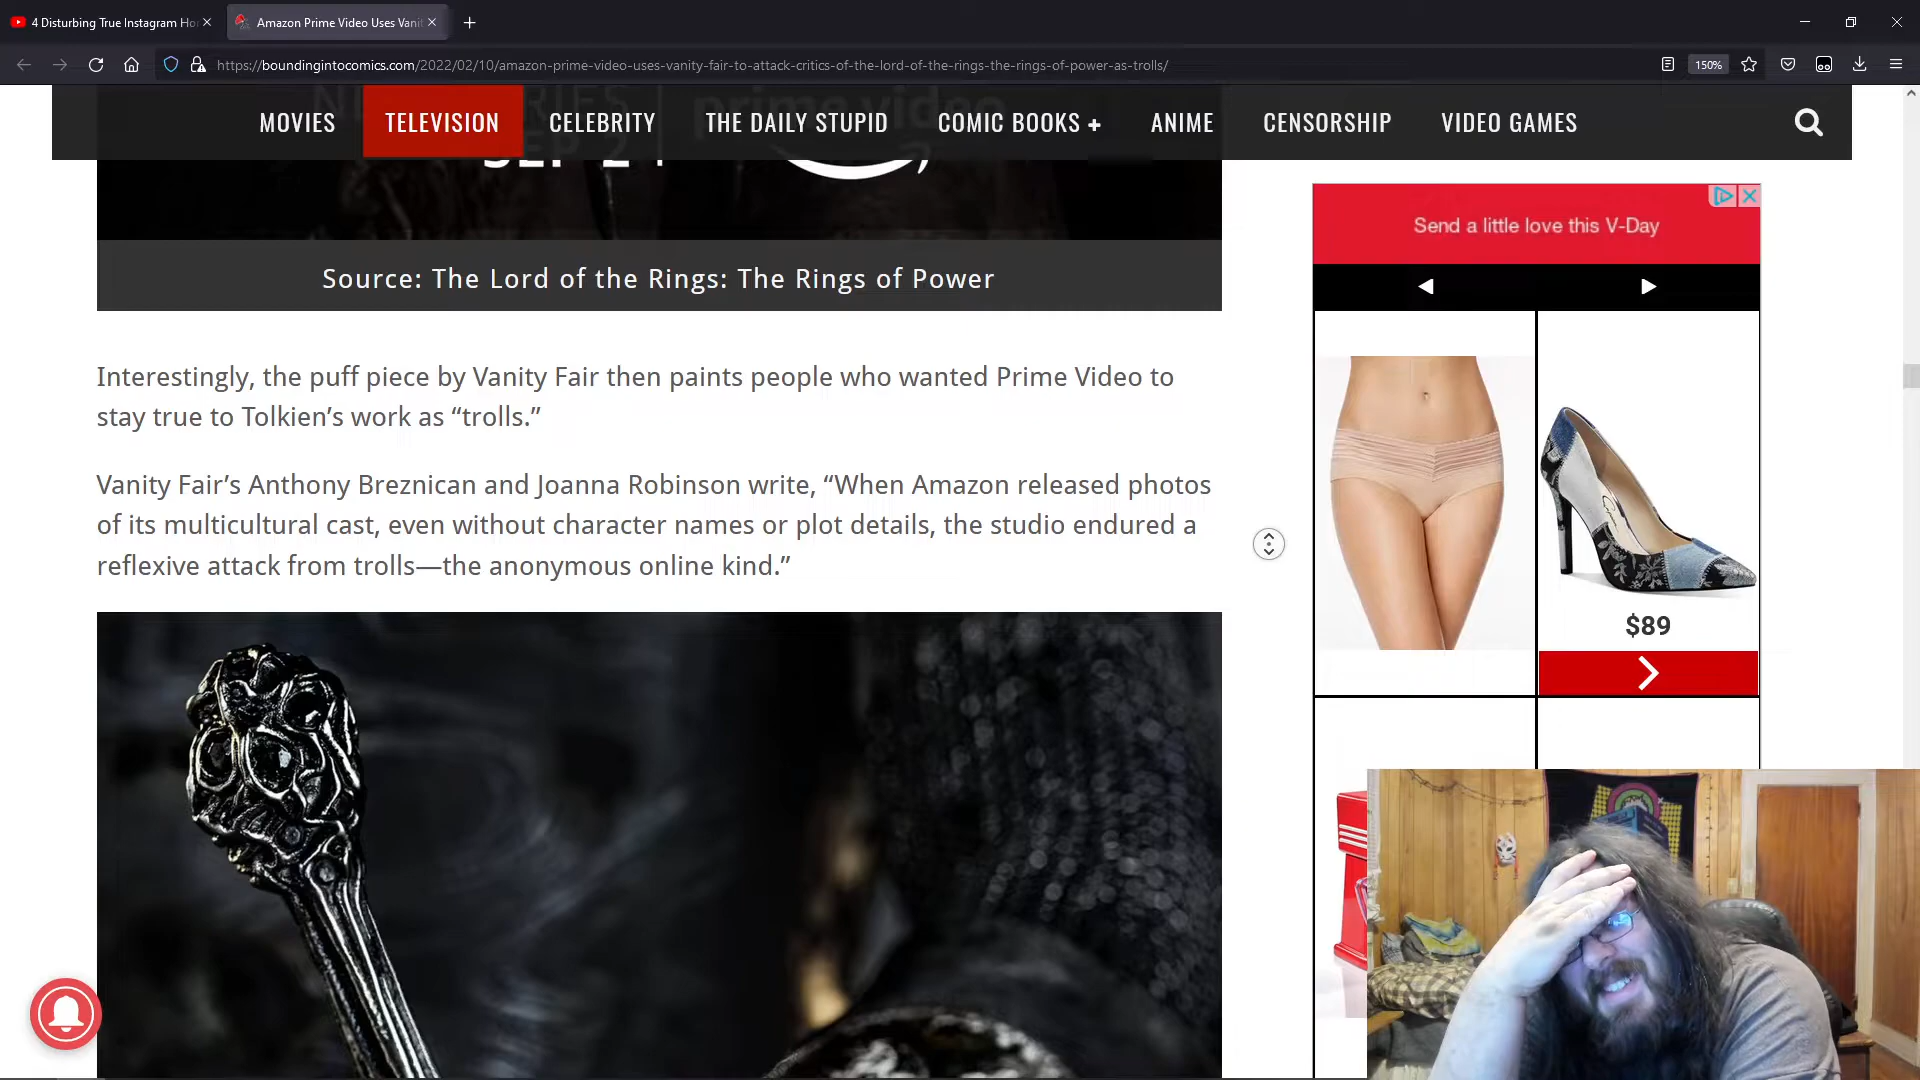 4 Disturbing True Instagram Ho
Amazon Prime Video Uses Vani
https://boundingintocomics.com/2022/02/10/amazon-prime-video-uses-vanity-fair-to-attack-critics-of-the-lord-of-the-rings-the-rings-of-power-as-trolls/
150%
MOVIES
TELEVISION
CELEBRITY
THE DAILY STUPID
COMIC BOOKS +
ANIME
CENSORSHIP
VIDEO GAMES
prime video
SEP 2
Source: The Lord of the Rings: The Rings of Power
Interestingly, the puff piece by Vanity Fair then paints people who wanted Prime Video to
stay true to Tolkien’s work as “trolls.”
Vanity Fair’s Anthony Breznican and Joanna Robinson write, “When Amazon released photos
of its multicultural cast, even without character names or plot details, the studio endured a
reflexive attack from trolls—the anonymous online kind.”
Send a little love this V-Day
$89